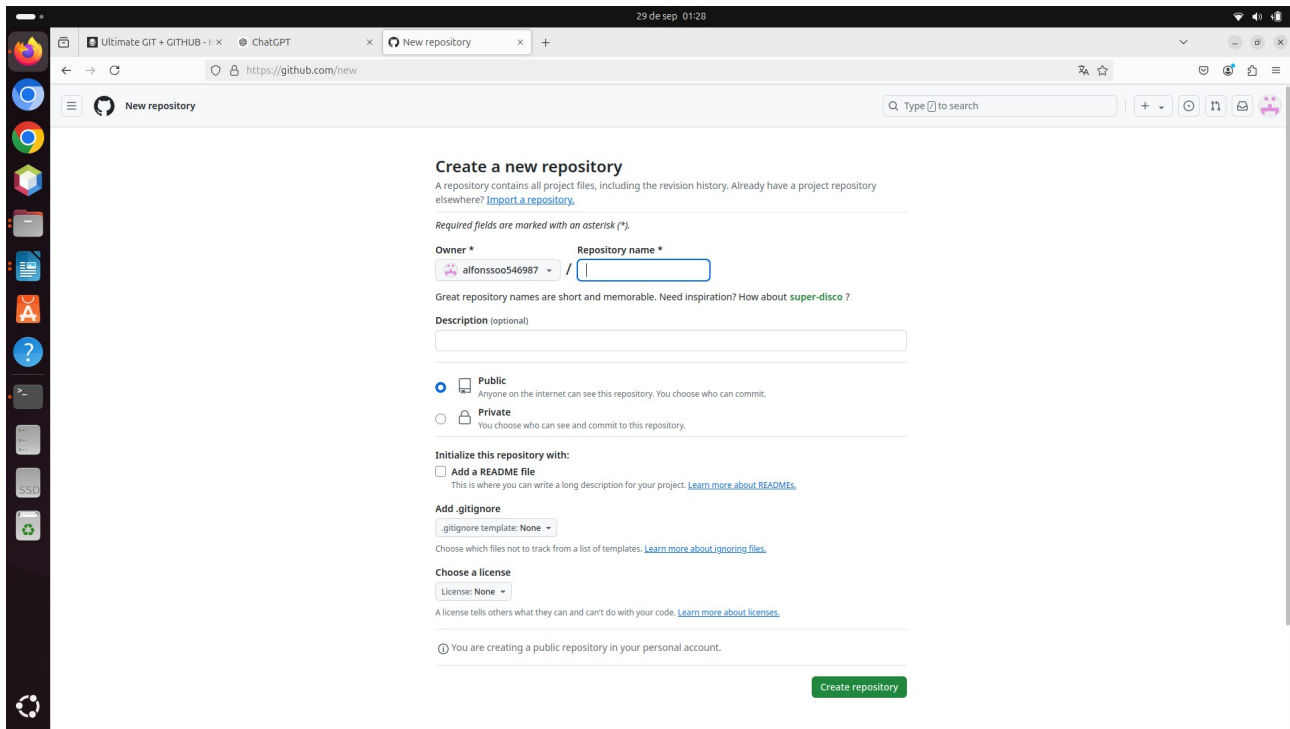 29 de sep 01:28
Ultimate GIT + GITHUB - H
ChatGPT
New repository
https://github.com/new
New repository
Type / to search
Create a new repository
A repository contains all project files, including the revision history. Already have a project repository
elsewhere? Import a repository.
Required fields are marked with an asterisk (*).
Owner * Repository name *
alfonssoo546987 /
Great repository names are short and memorable. Need inspiration? How about super-disco ?
Description (optional)
Public
Anyone on the internet can see this repository. You choose who can commit.
Private
You choose who can see and commit to this repository.
Initialize this repository with:
Add a README file
This is where you can write a long description for your project. Learn more about READMEs.
Add .gitignore
.gitignore template: None
Choose which files not to track from a list of templates. Learn more about ignoring files.
Choose a license
License: None
A license tells others what they can and can't do with your code. Learn more about licenses.
You are creating a public repository in your personal account.
Create repository
SSD